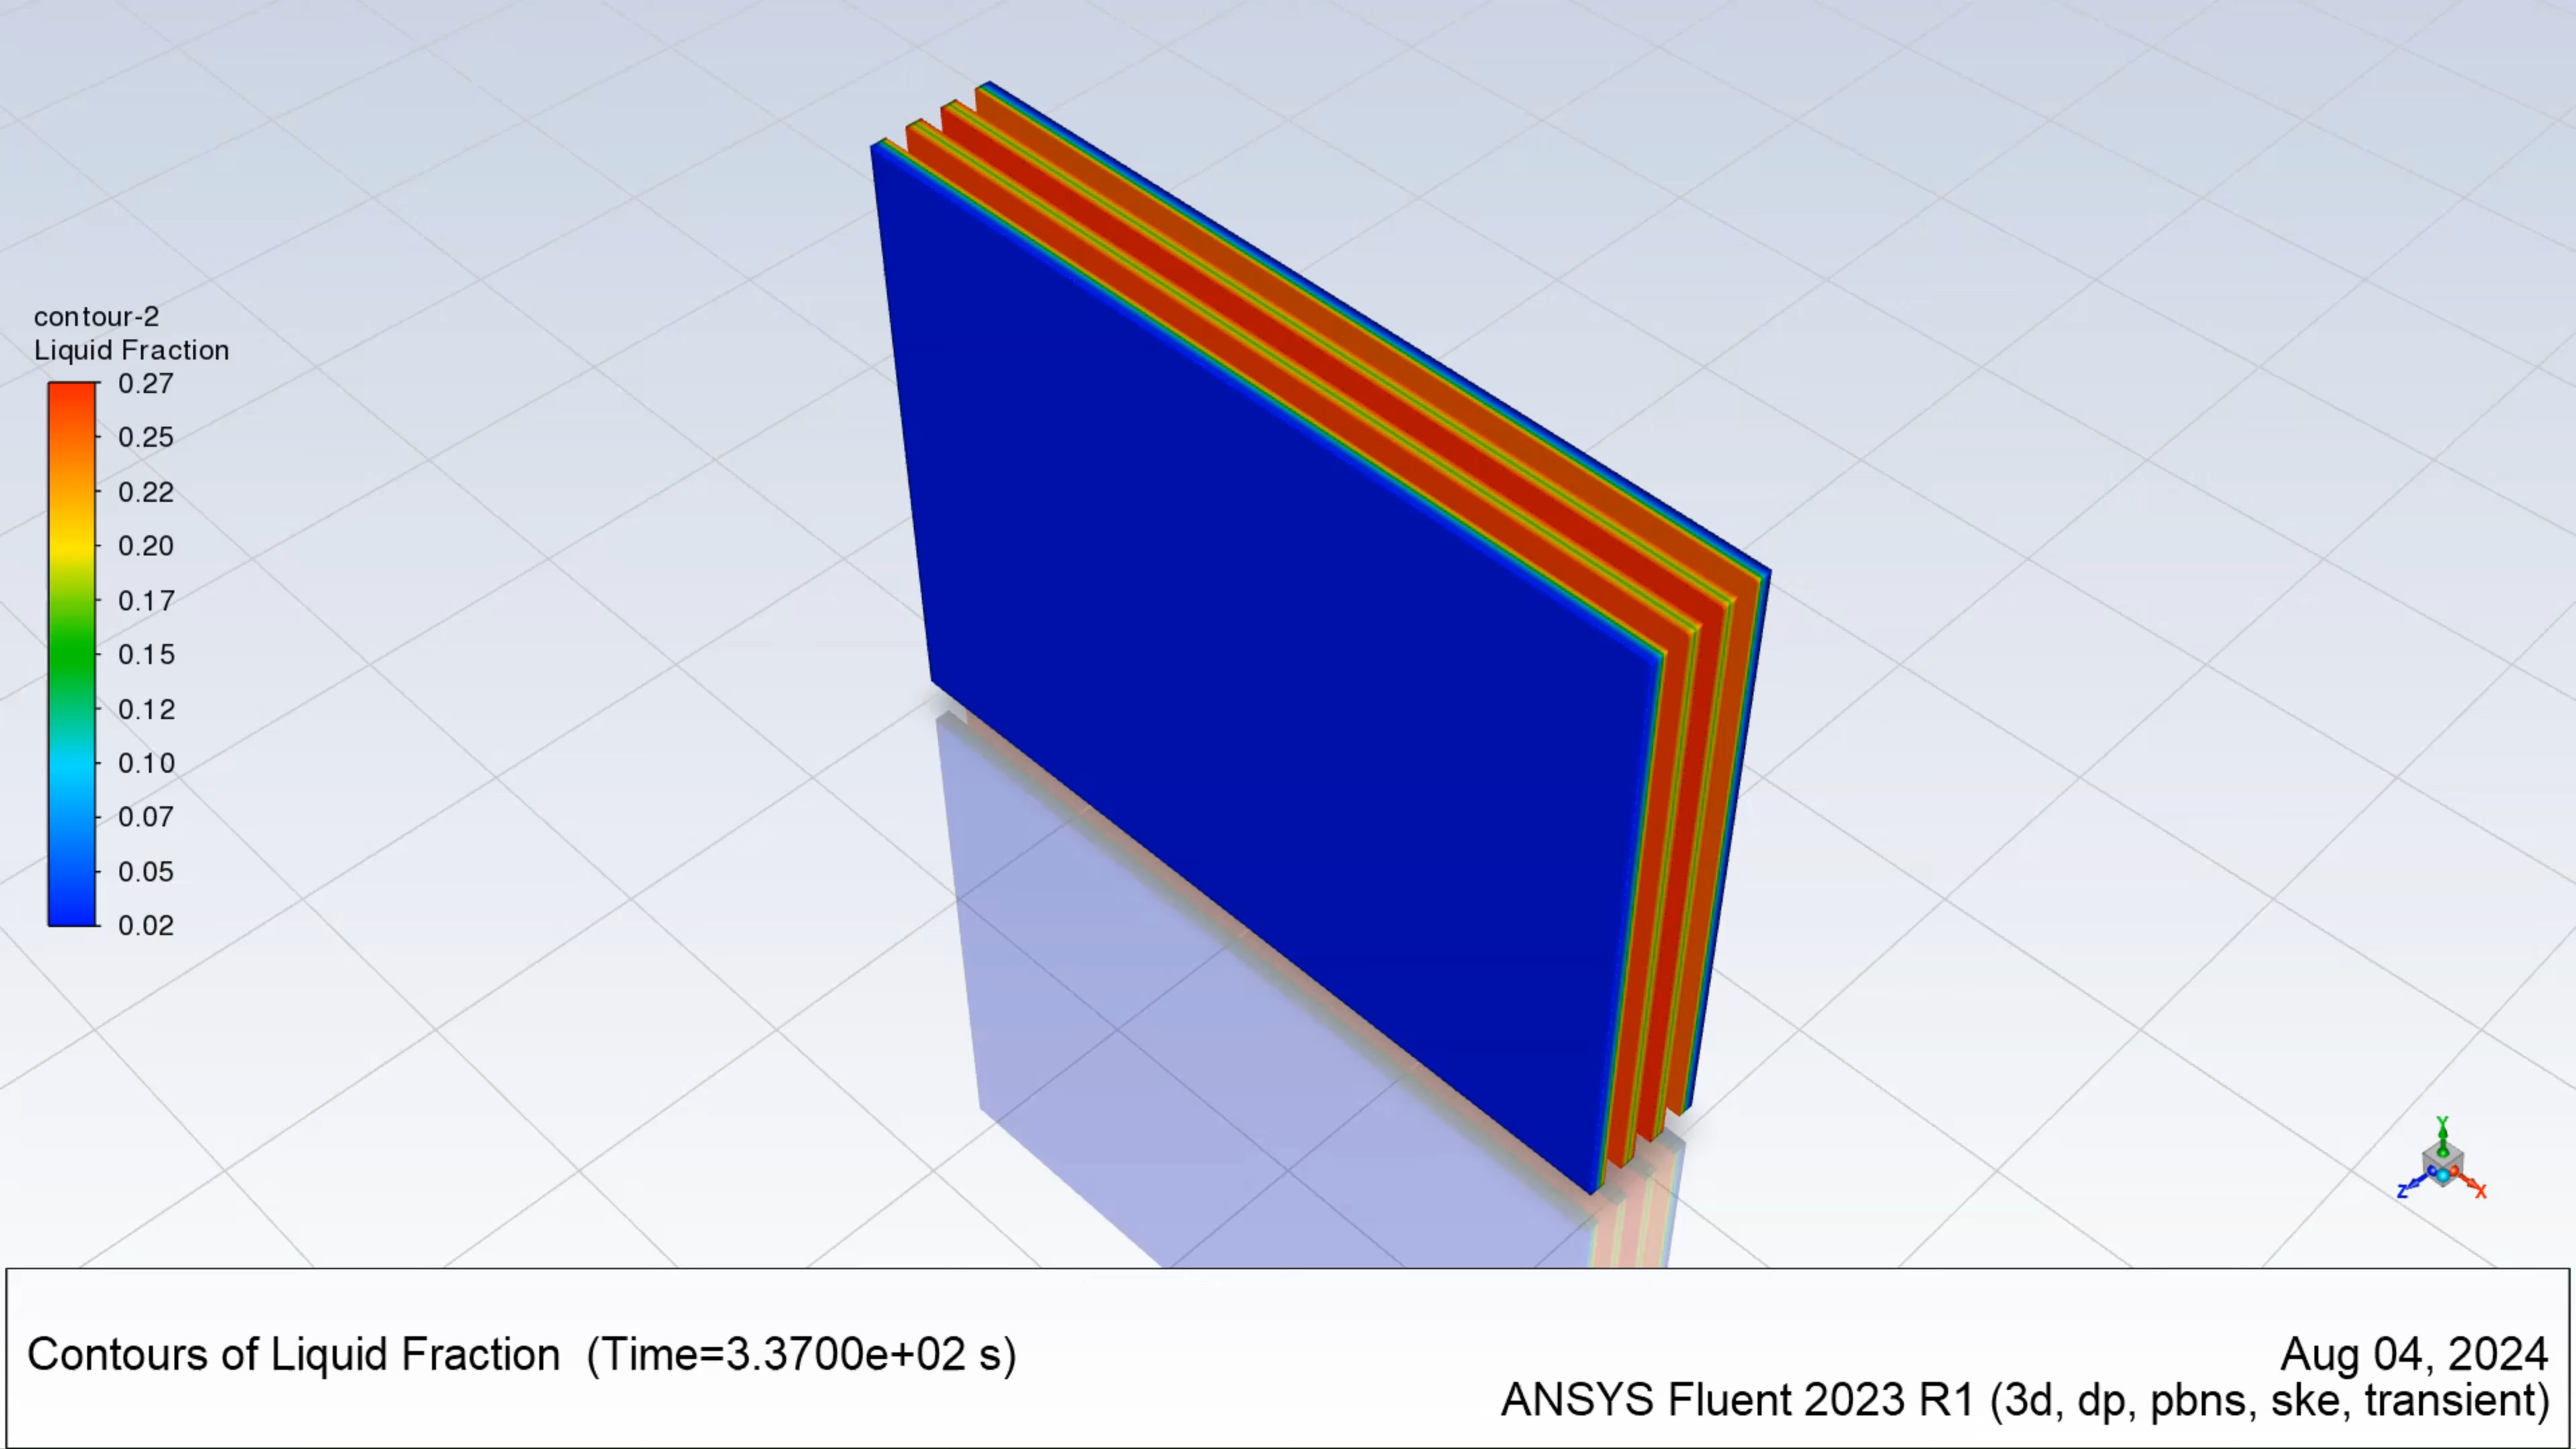 contour-2
Liquid Fraction
0.27
0.25
0.22
0.20
0.17
0.15
0.12
0.10
0.07
0.05
0.02
Y
Z
X
Contours of Liquid Fraction  (Time=3.3700e+02 s)
Aug 04, 2024
ANSYS Fluent 2023 R1 (3d, dp, pbns, ske, transient)